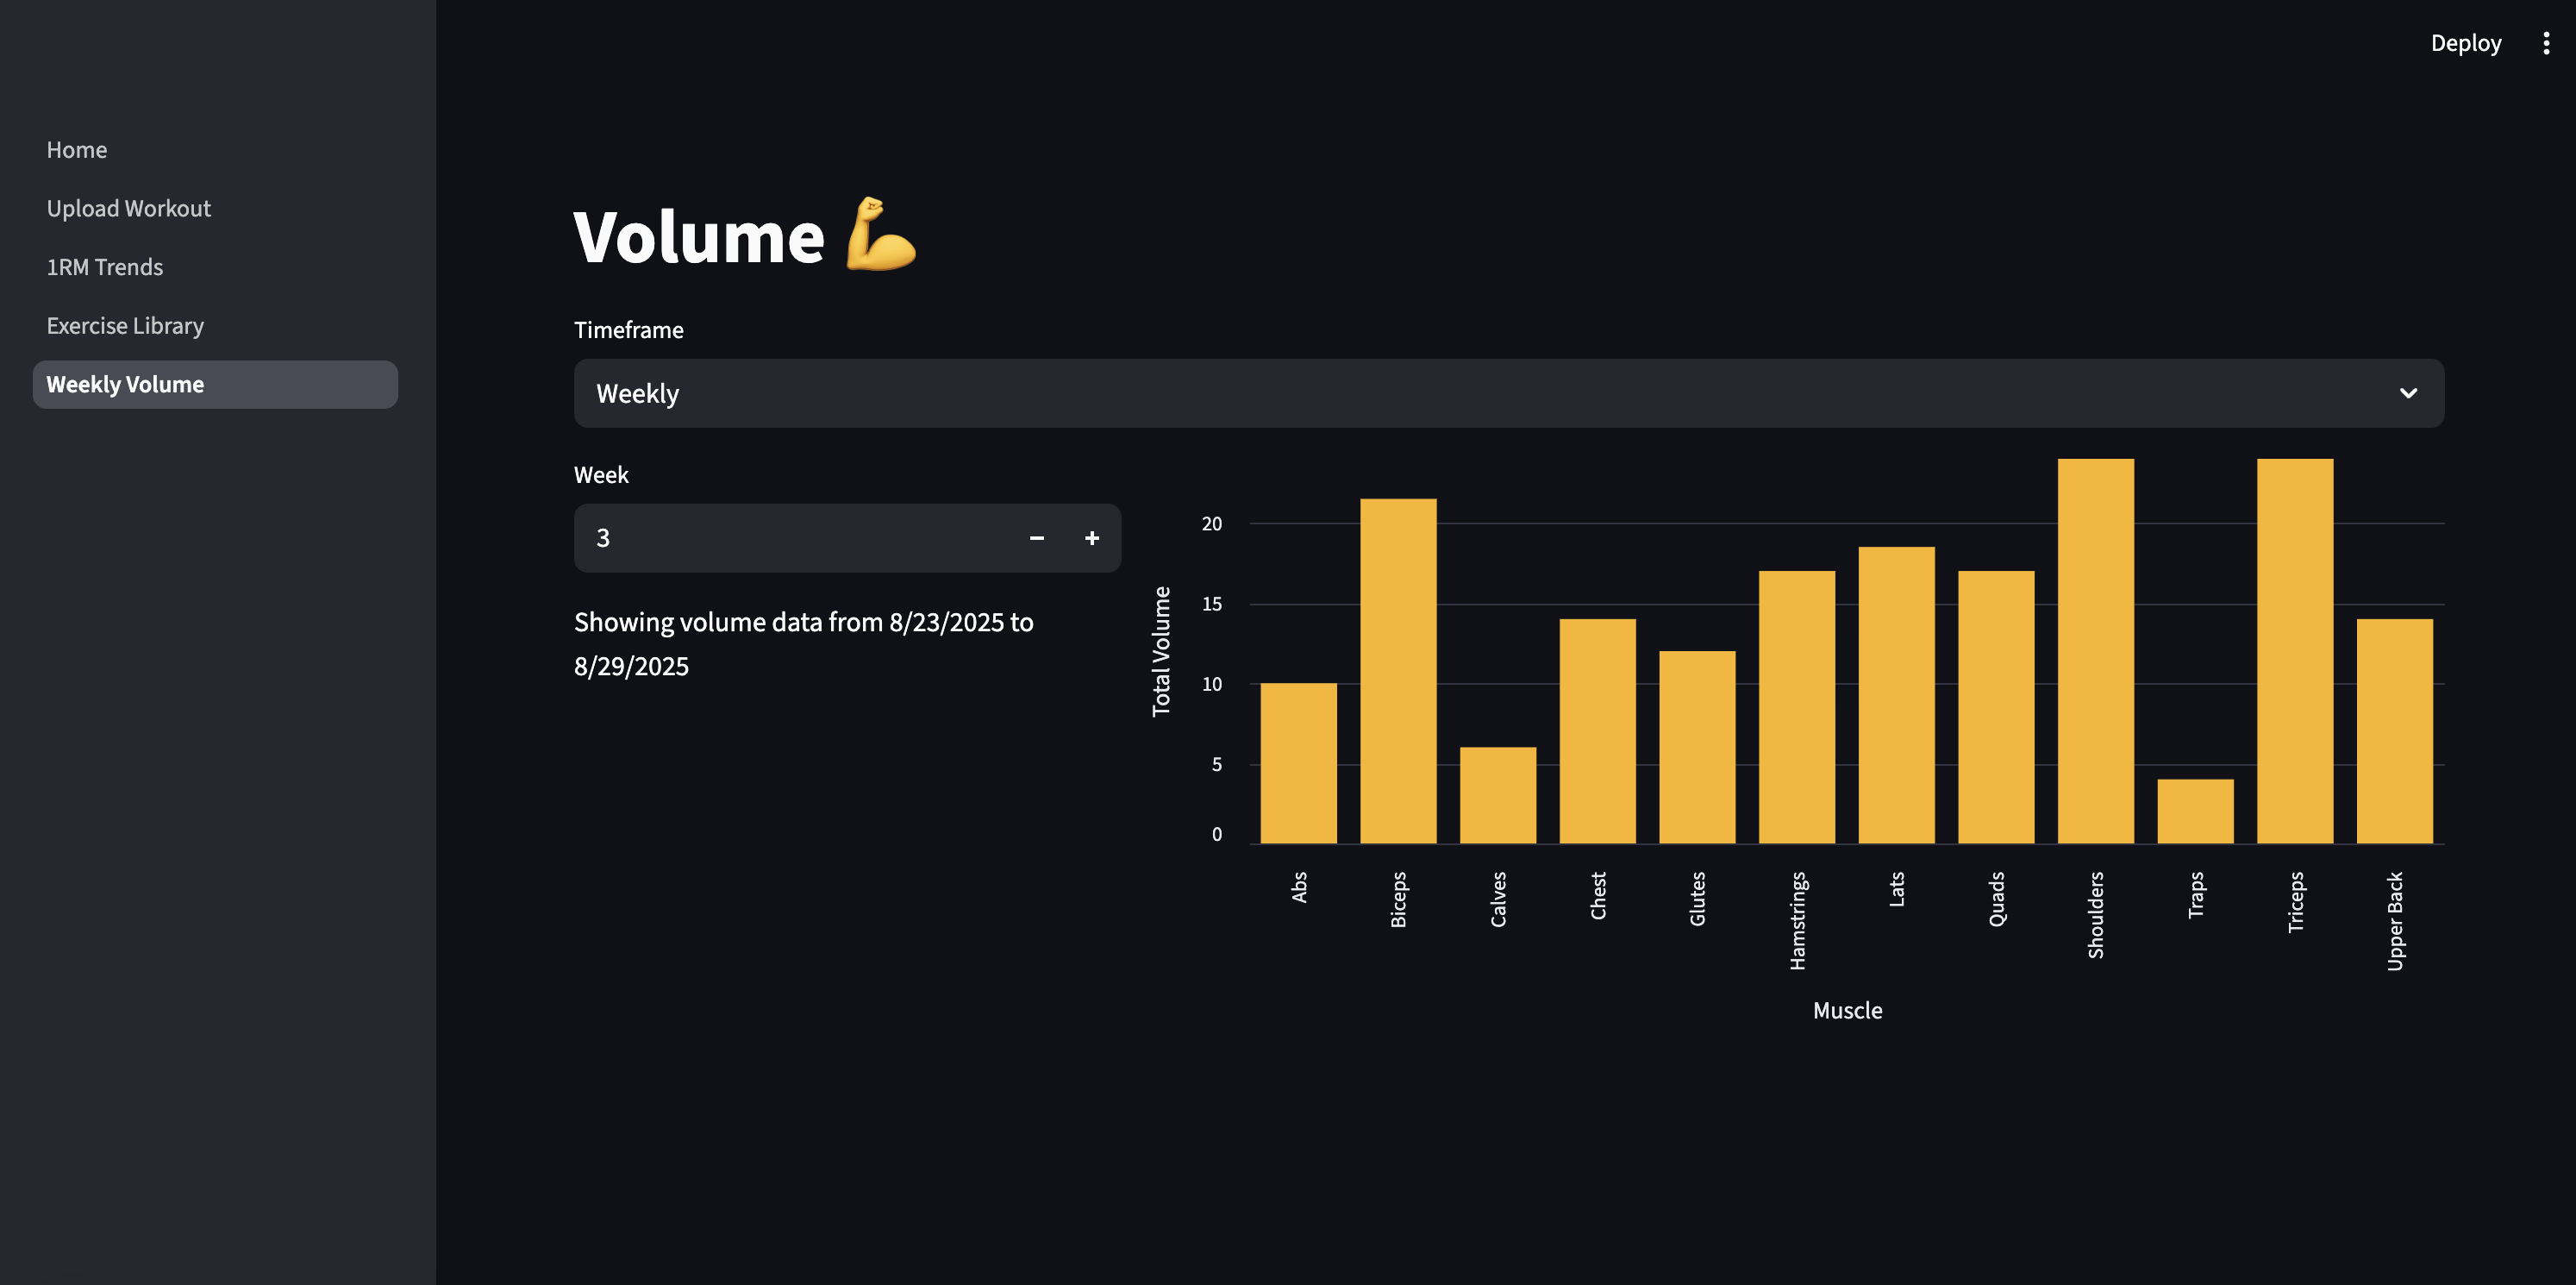 Deploy
Home
Upload Workout
1RM Trends
Exercise Library
Weekly Volume
Volume 💪
Timeframe
Weekly
Week
3
Showing volume data from 8/23/2025 to
8/29/2025
Total Volume
20
15
10
5
0
Abs
Biceps
Calves
Chest
Glutes
Hamstrings
Lats
Quads
Shoulders
Traps
Triceps
Upper Back
Muscle